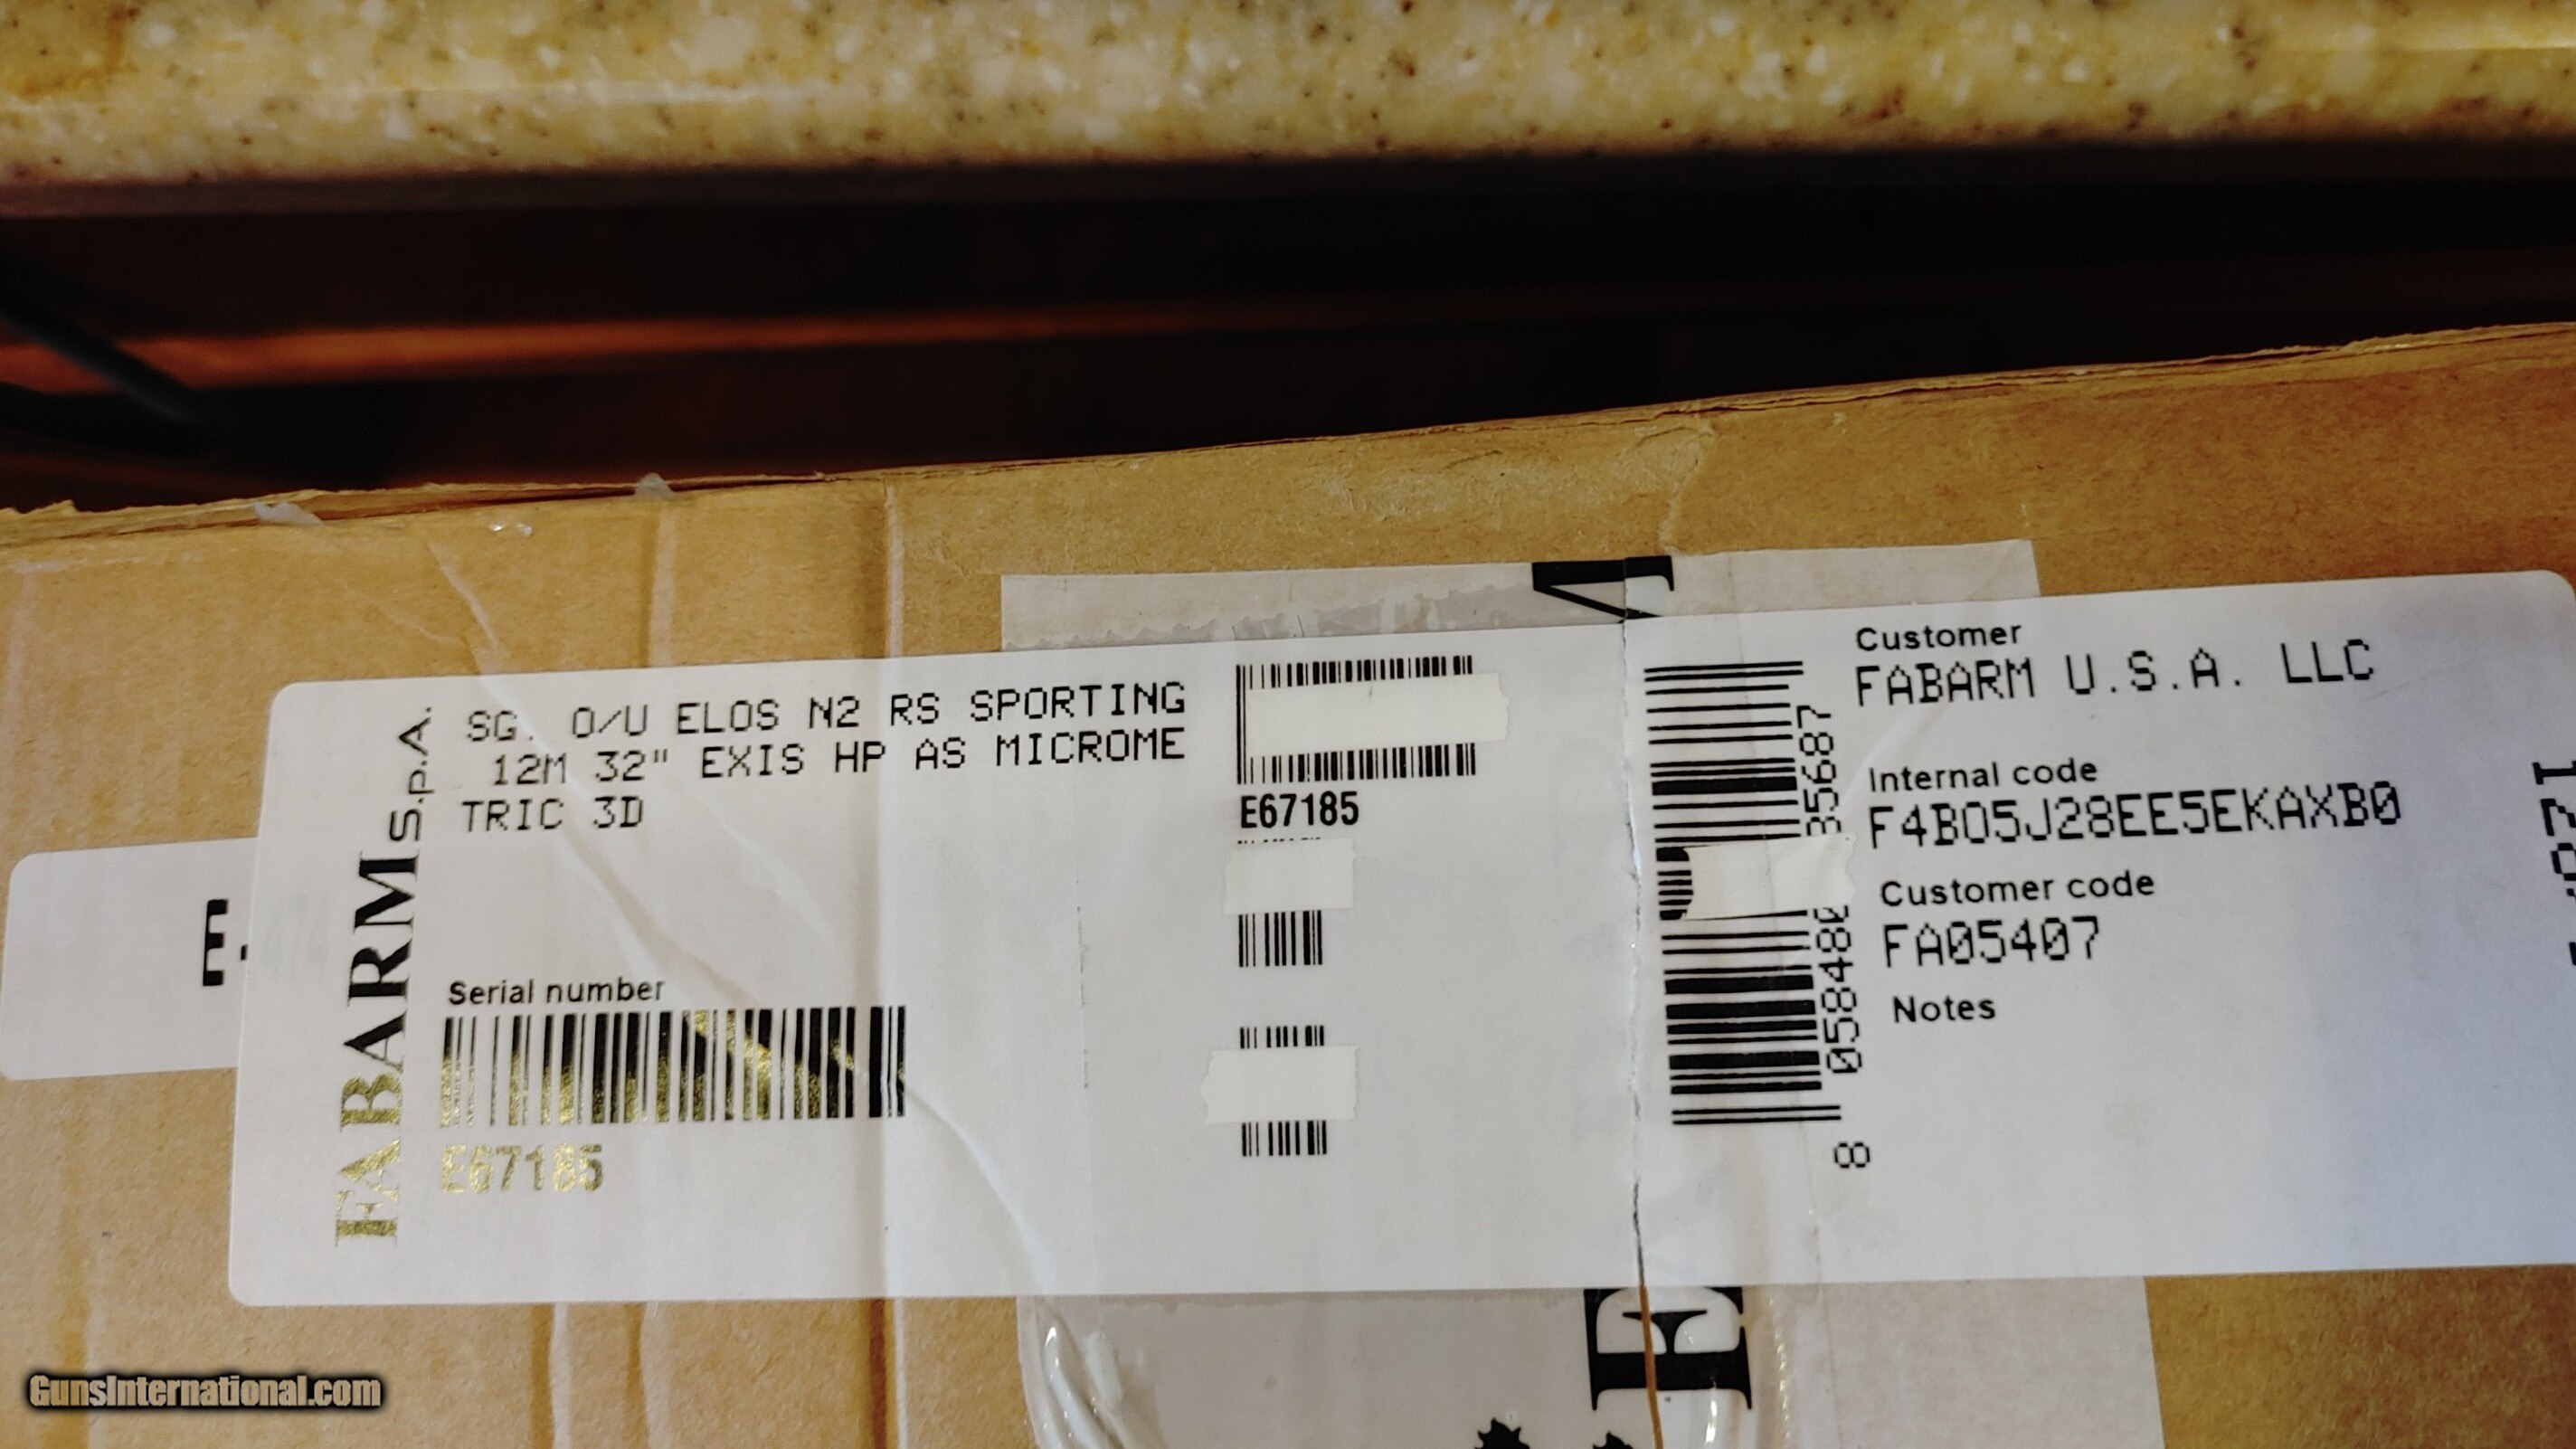 FABARM S.p.A.
SG. O/U ELOS N2 RS SPORTING
12M 32" EXIS HP AS MICROME
TRIC 3D
Serial number
E67185
E67185
8 058480 35687
Customer
FABARM U.S.A. LLC
Internal code
F4BO5J28EE5EKAXB0
Customer code
FA05407
Notes
E.
E
GunsInternational.com